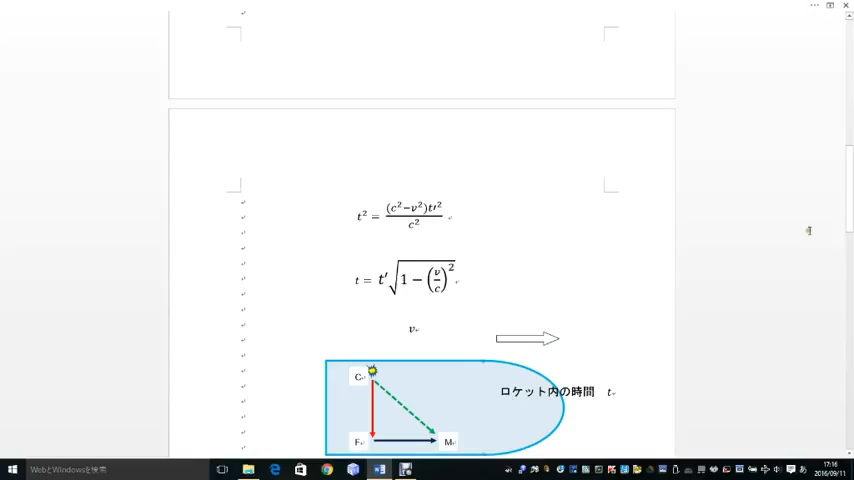 t² = (c²−v²)t′² / c²
t = t′√(1 − (v/c)²)
v
C
ロケット内の時間 t
F M
WebとWindowsを検索
あ
17:16
2016/09/11